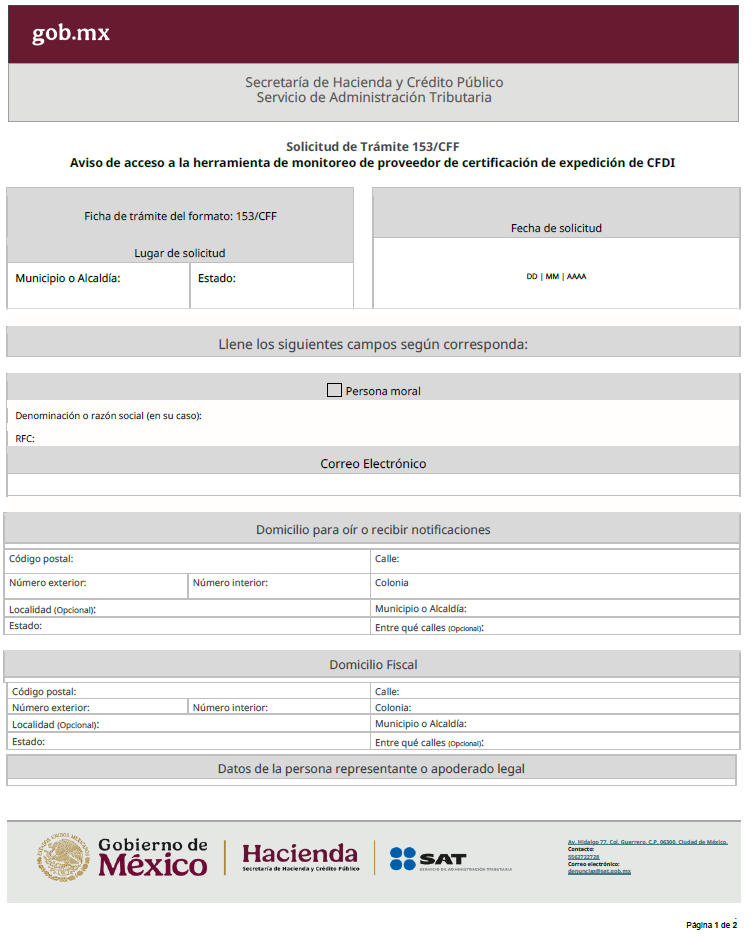 gob.mx
Secretaría de Hacienda y Crédito Público
Servicio de Administración Tributaria
Solicitud de Trámite 153/CFF
Aviso de acceso a la herramienta de monitoreo de proveedor de certificación de expedición de CFDI
Ficha de trámite del formato: 153/CFF
Lugar de solicitud
Municipio o Alcaldía:
Estado:
Fecha de solicitud
DD | MM | AAAA
Llene los siguientes campos según corresponda:
Persona moral
Denominación o razón social (en su caso):
RFC:
Correo Electrónico
Domicilio para oír o recibir notificaciones
Código postal:
Calle:
Número exterior:
Número interior:
Colonia
Localidad (Opcional):
Municipio o Alcaldía:
Estado:
Entre qué calles (Opcional):
Domicilio Fiscal
Código postal:
Calle:
Número exterior:
Número interior:
Colonia:
Localidad (Opcional):
Municipio o Alcaldía:
Estado:
Entre qué calles (Opcional):
Datos de la persona representante o apoderado legal
ESTADOS UNIDOS MEXICANOS
Gobierno de
México
Hacienda
Secretaría de Hacienda y Crédito Público
SAT
SERVICIO DE ADMINISTRACIÓN TRIBUTARIA
Av. Hidalgo 77, Col. Guerrero, C.P. 06300, Ciudad de México.
Contacto:
5562722728
Correo electrónico:
denuncias@sat.gob.mx
Página 1 de 2